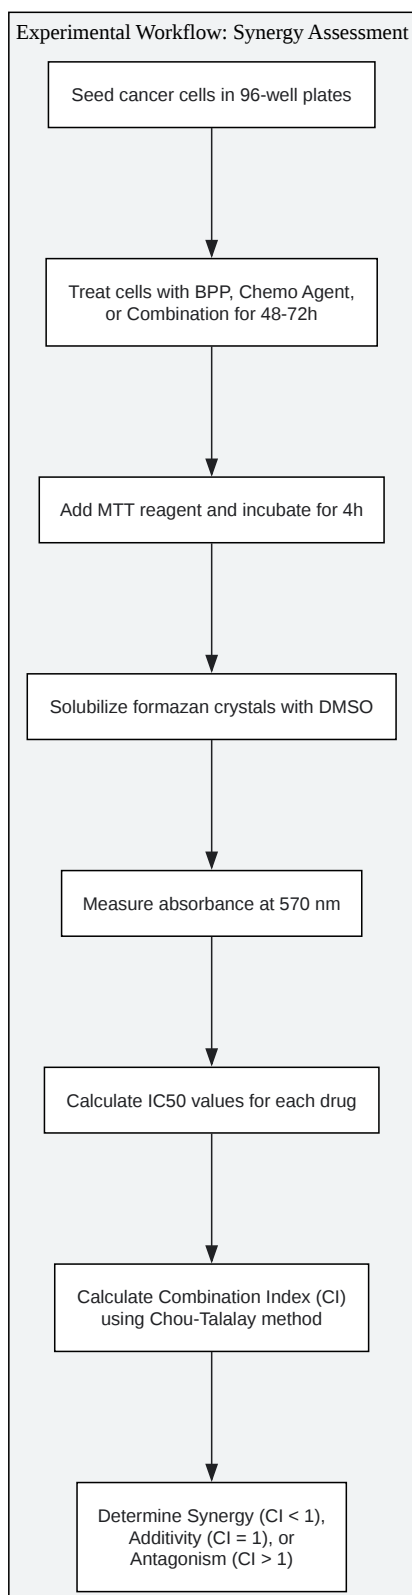 Experimental Workflow: Synergy Assessment
Seed cancer cells in 96-well plates
Treat cells with BPP, Chemo Agent,
or Combination for 48-72h
Add MTT reagent and incubate for 4h
Solubilize formazan crystals with DMSO
Measure absorbance at 570 nm
Calculate IC50 values for each drug
Calculate Combination Index (CI)
using Chou-Talalay method
Determine Synergy (CI < 1),
Additivity (CI = 1), or
Antagonism (CI > 1)